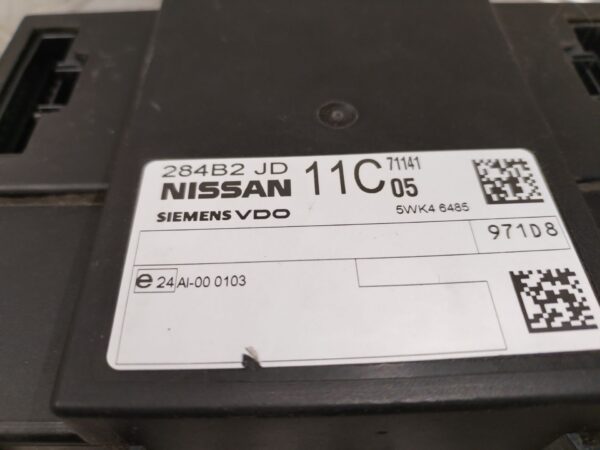 284B2 JD 11C 71141
NISSAN 05
SIEMENS VDO 5WK4 6485
971D8
e 24 AI-00 0103